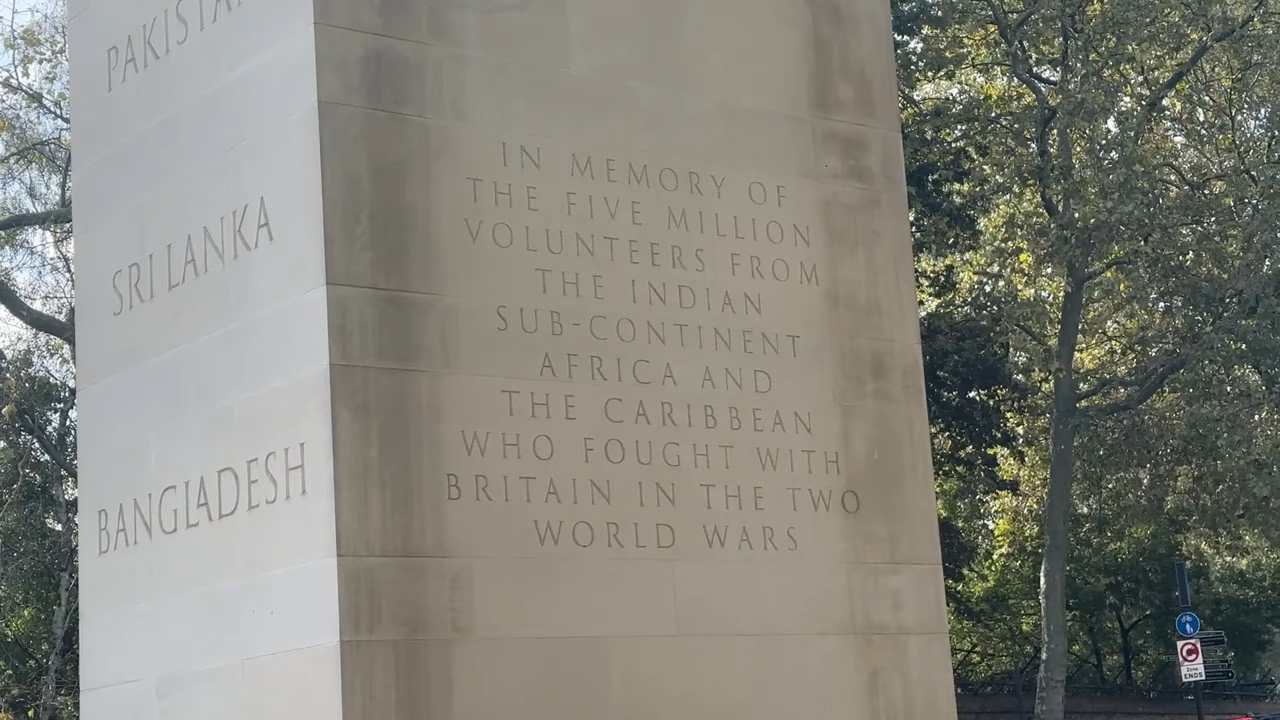 PAKISTAN
SRI LANKA
BANGLADESH
IN MEMORY OF
THE FIVE MILLION
VOLUNTEERS FROM
THE INDIAN
SUB-CONTINENT
AFRICA AND
THE CARIBBEAN
WHO FOUGHT WITH
BRITAIN IN THE TWO
WORLD WARS
C
Zone
ENDS